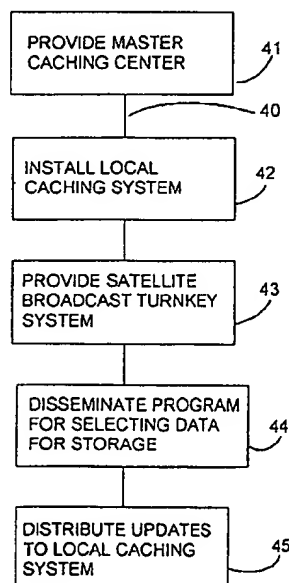 PROVIDE MASTER
CACHING CENTER
41
40
INSTALL LOCAL
CACHING SYSTEM
42
PROVIDE SATELLITE
BROADCAST TURNKEY
SYSTEM
43
DISSEMINATE PROGRAM
FOR SELECTING DATA
FOR STORAGE
44
DISTRIBUTE UPDATES
TO LOCAL CACHING
SYSTEM
45